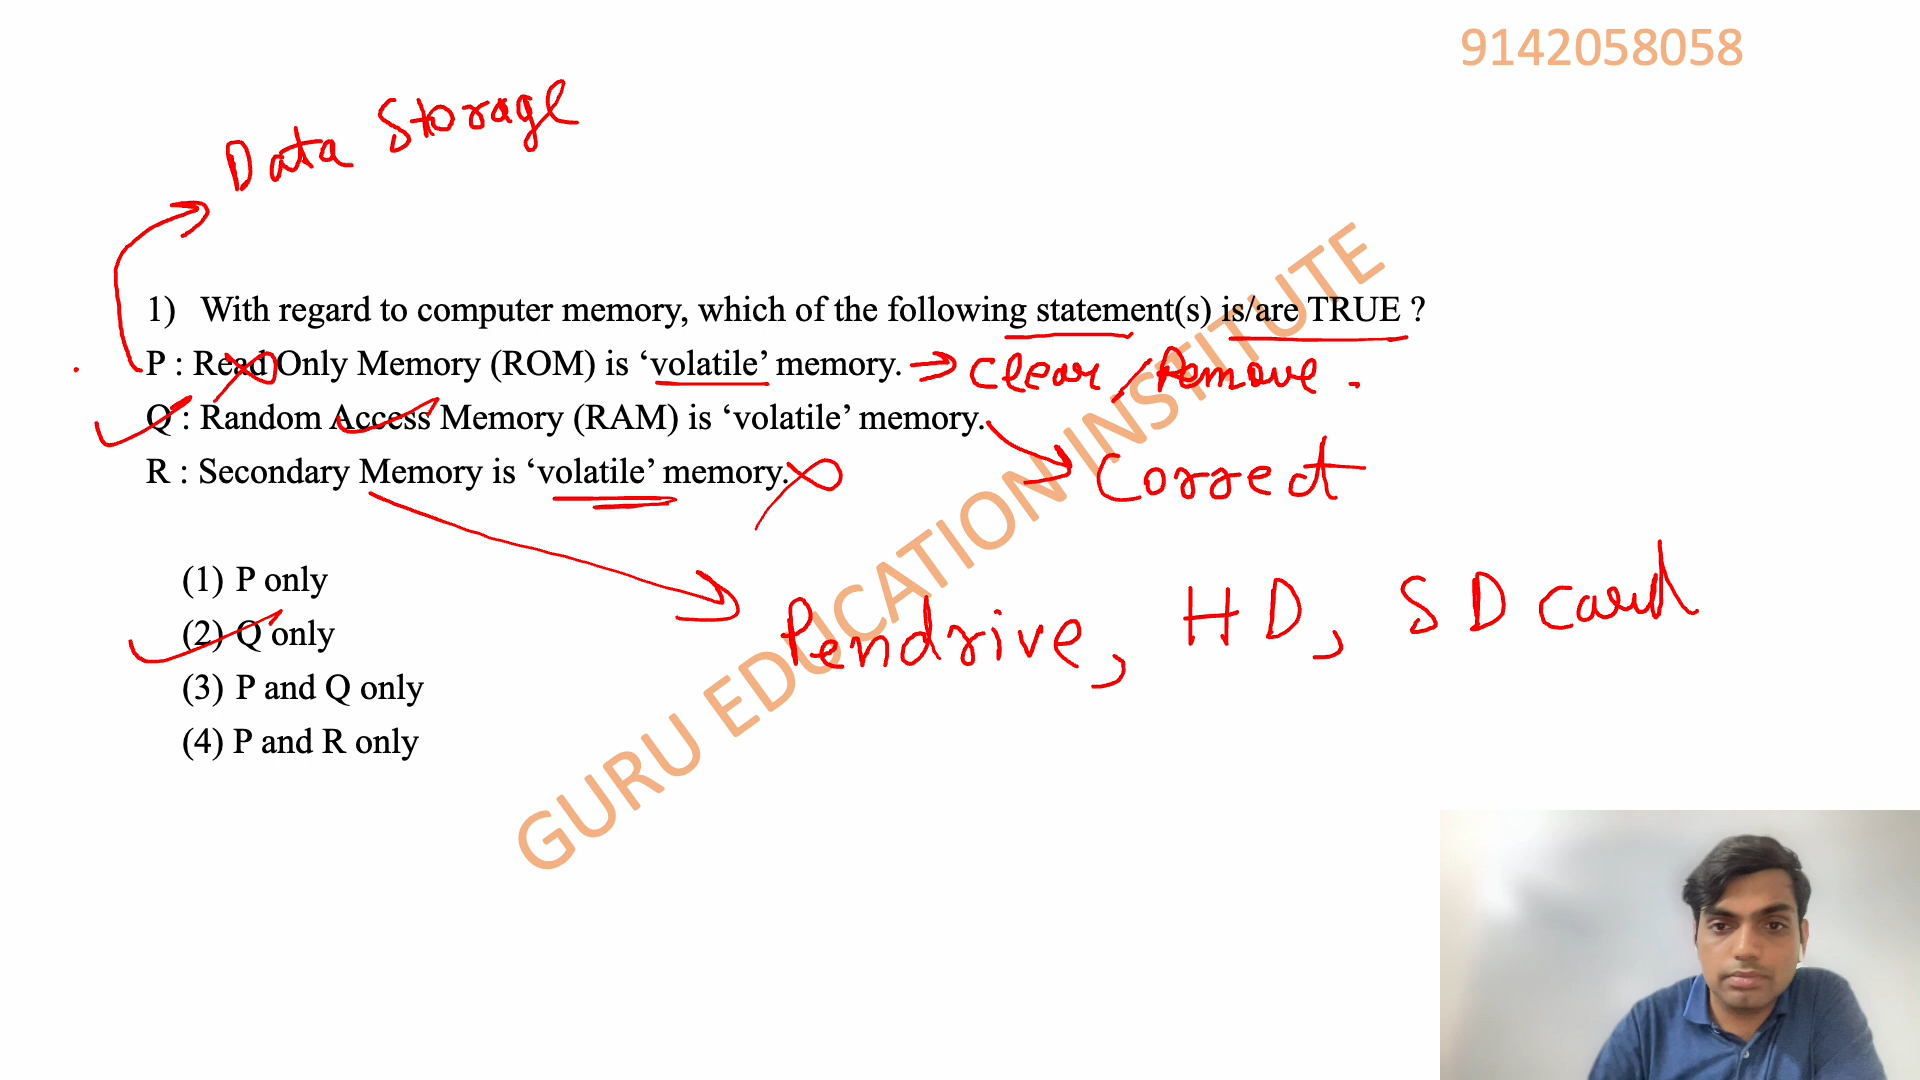 9142058058
Data Storage
1) With regard to computer memory, which of the following statement(s) is/are TRUE ?
P : Read Only Memory (ROM) is ‘volatile’ memory. → Clear / Remove .
Q : Random Access Memory (RAM) is ‘volatile’ memory.
Correct
R : Secondary Memory is ‘volatile’ memory.
Pendrive, HD, SD Card
(1) P only
(2) Q only
(3) P and Q only
(4) P and R only
GURU EDUCATION INSTITUTE